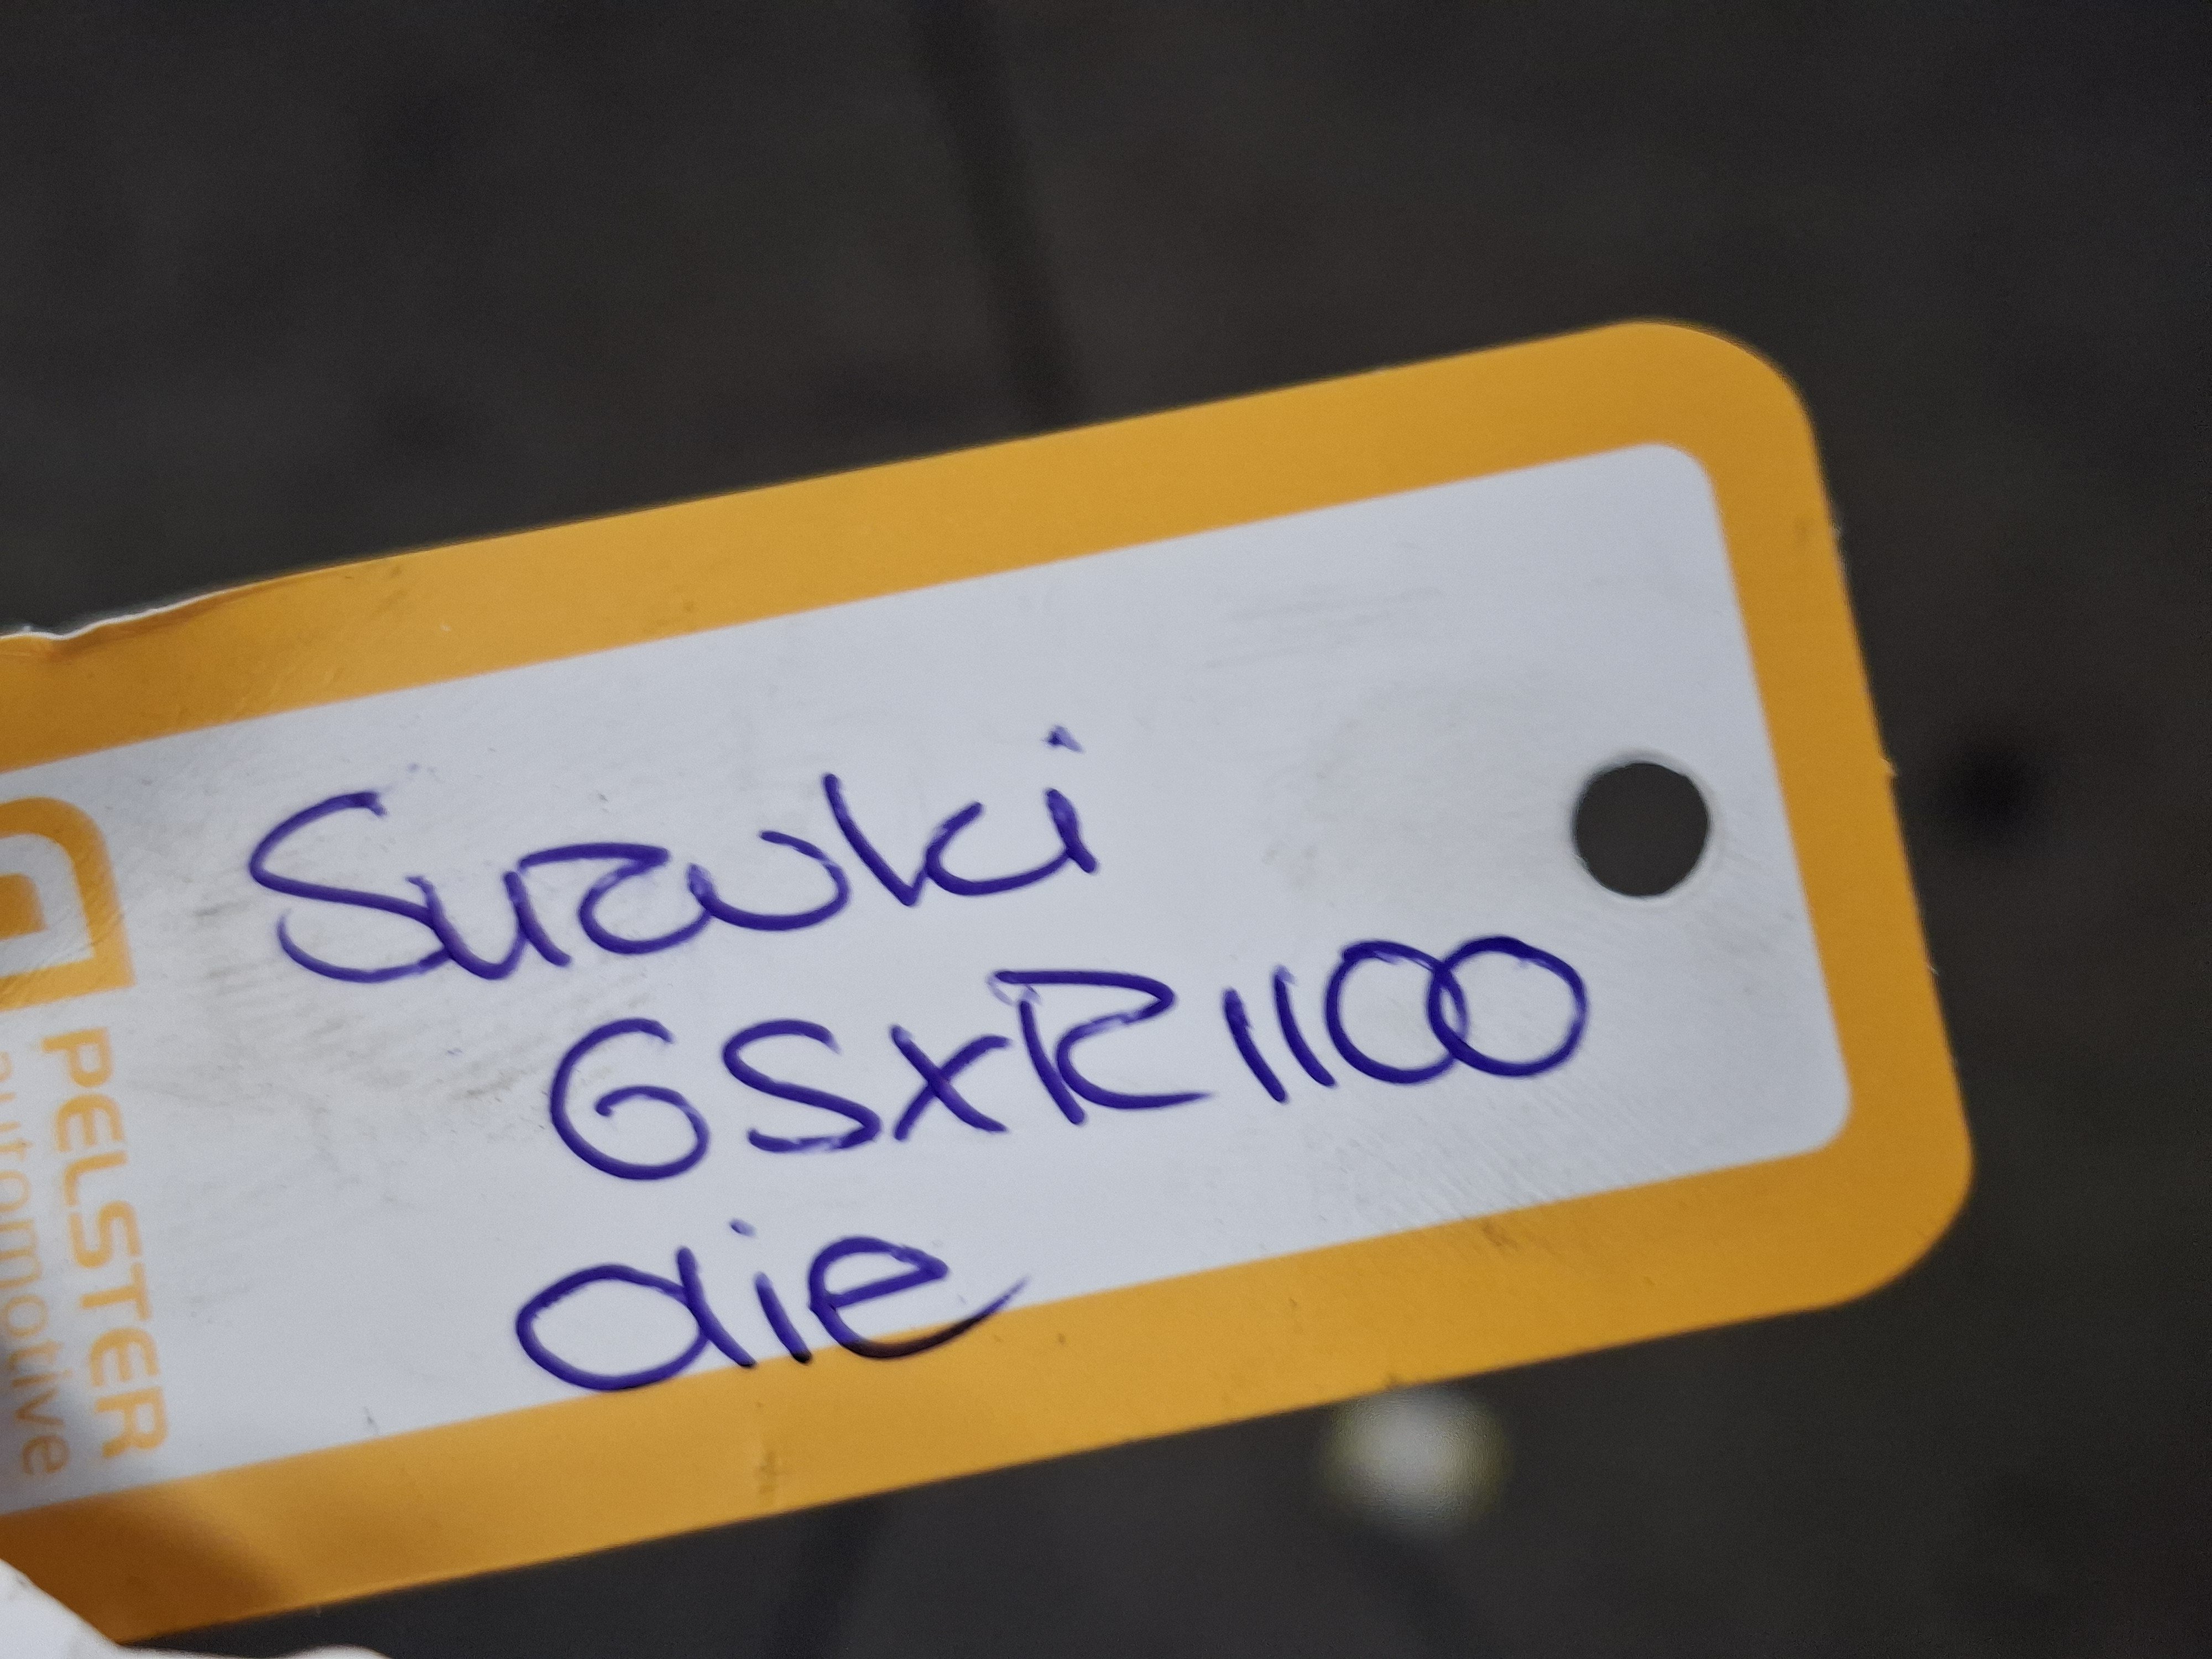 Suzuki
GSXR1100
olie
PELSTER
automotive